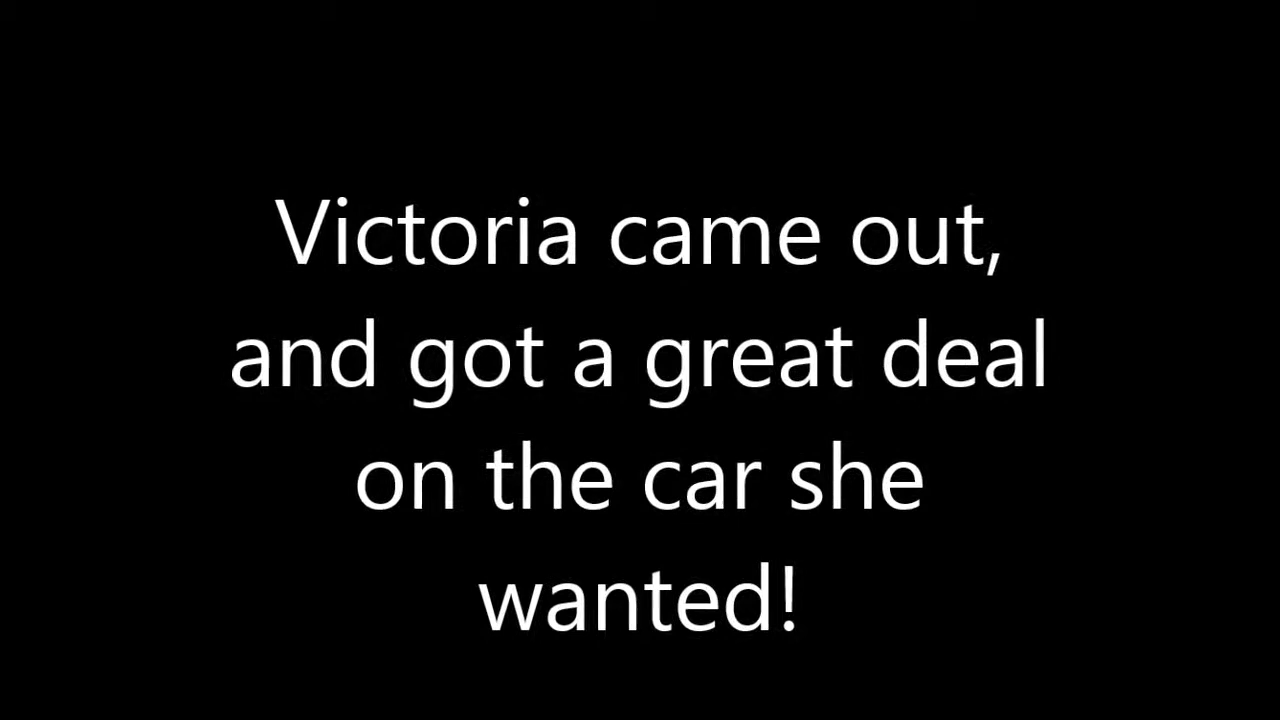 Victoria came out,
and got a great deal
on the car she
wanted!